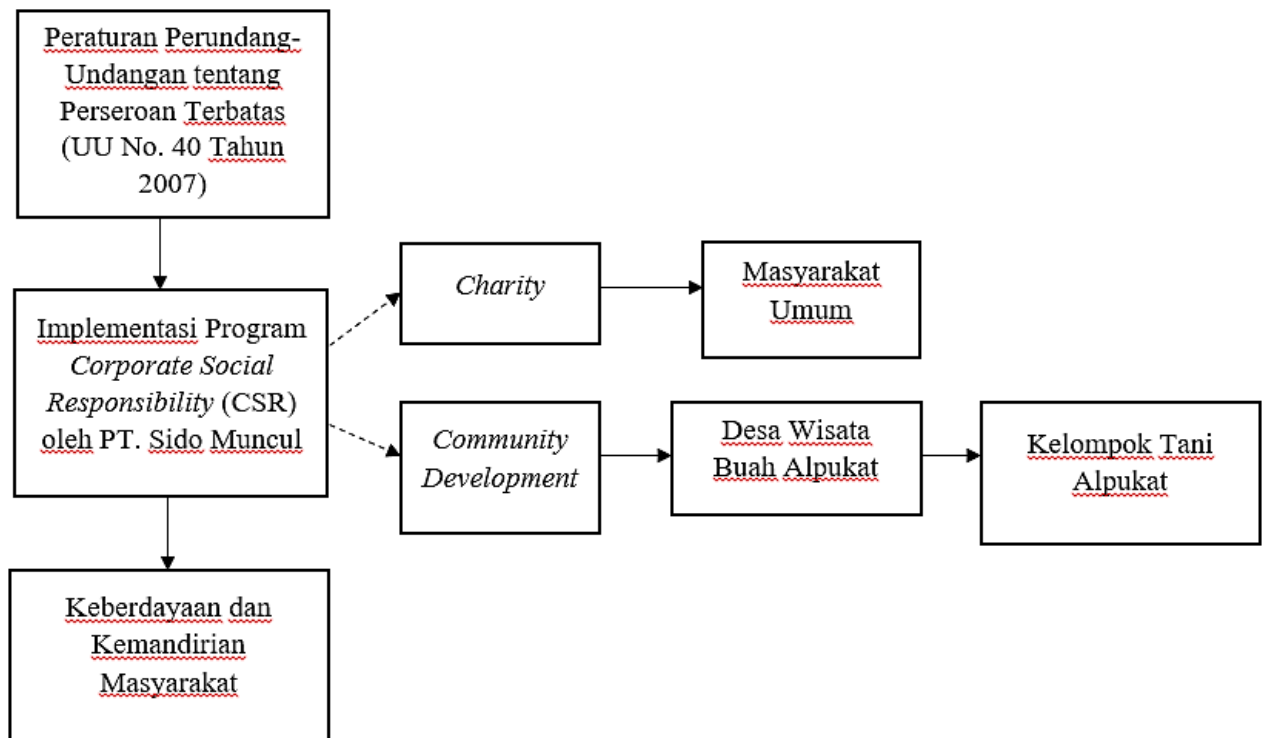 Peraturan Perundang-
Undangan tentang
Perseroan Terbatas
(UU No. 40 Tahun
2007)
Implementasi Program
Corporate Social
Responsibility (CSR)
oleh PT. Sido Muncul
Charity
Masyarakat
Umum
Community
Development
Desa Wisata
Buah Alpukat
Kelompok Tani
Alpukat
Keberdayaan dan
Kemandirian
Masyarakat